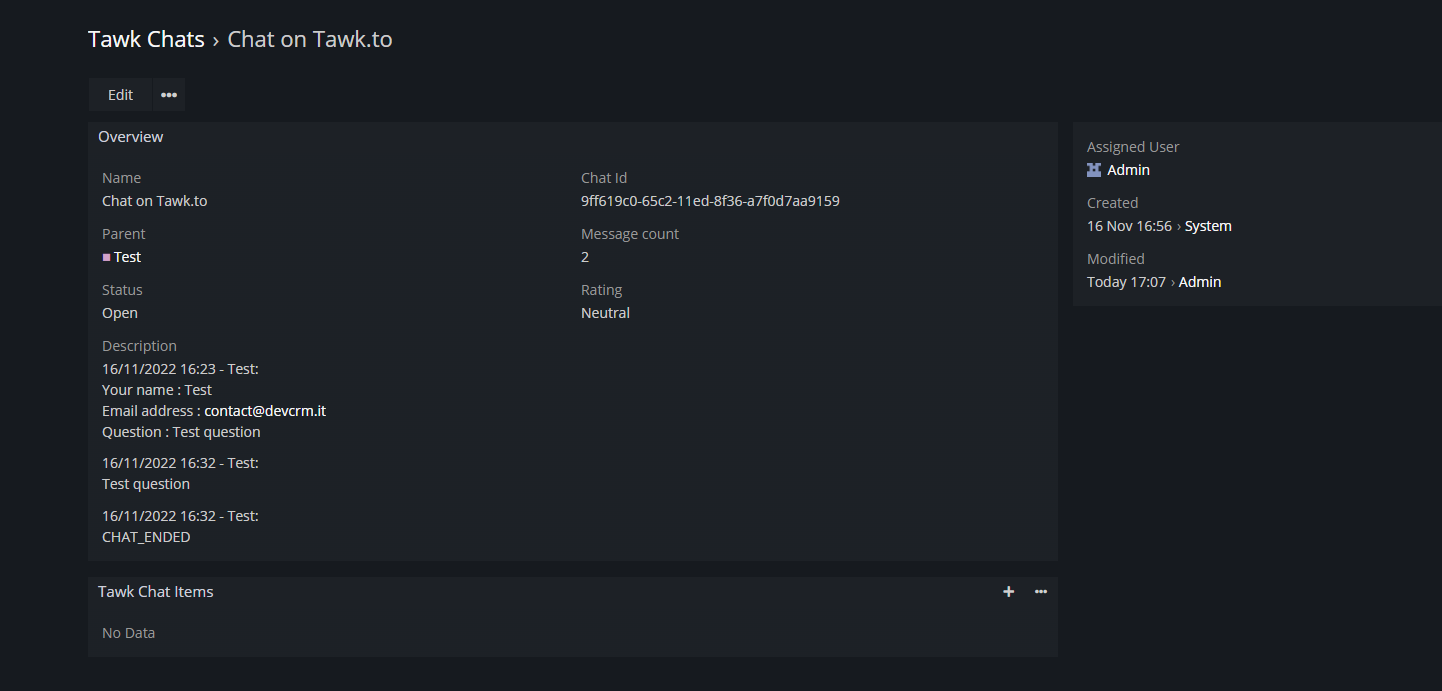 Tawk Chats › Chat on Tawk.to
Edit •••
Overview
Name
Chat on Tawk.to
Chat Id
9ff619c0-65c2-11ed-8f36-a7f0d7aa9159
Parent
Test
Message count
2
Status
Open
Rating
Neutral
Description
16/11/2022 16:23 - Test:
Your name : Test
Email address : contact@devcrm.it
Question : Test question
16/11/2022 16:32 - Test:
Test question
16/11/2022 16:32 - Test:
CHAT_ENDED
Tawk Chat Items
No Data
Assigned User
Admin
Created
16 Nov 16:56 › System
Modified
Today 17:07 › Admin